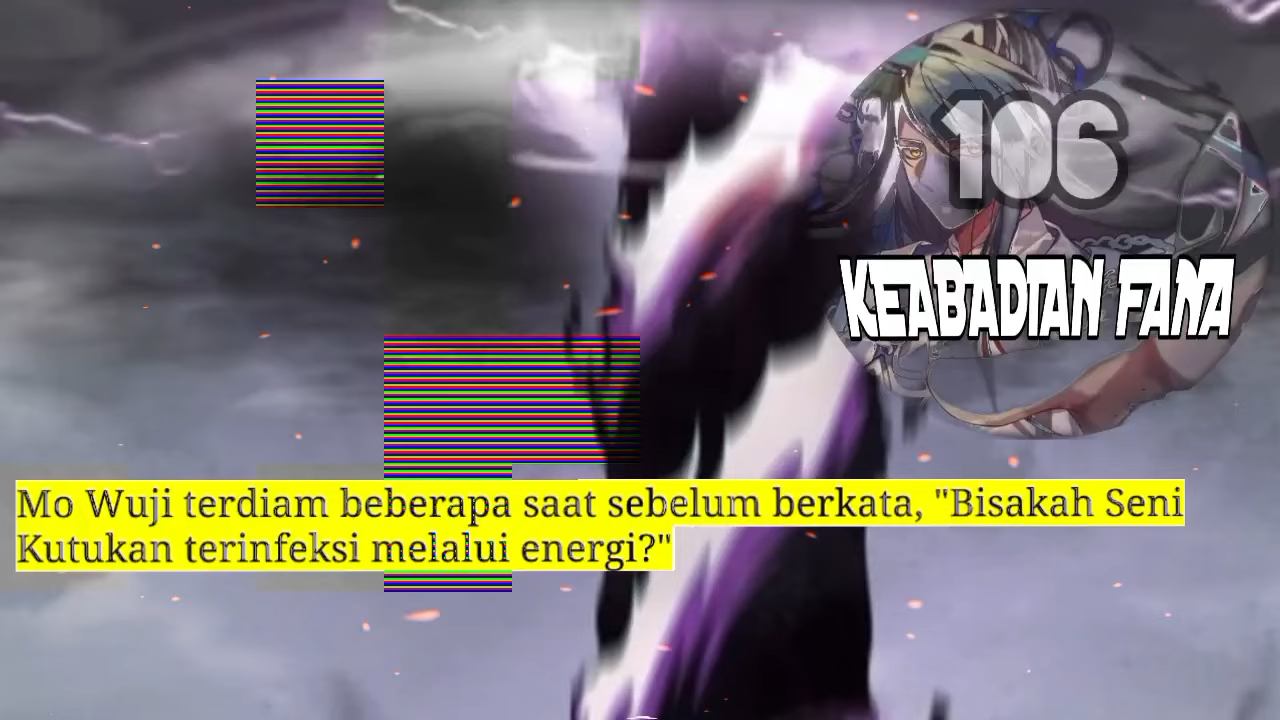 106
KEABADIAN FANA
Mo Wuji terdiam beberapa saat sebelum berkata, "Bisakah Seni
Kutukan terinfeksi melalui energi?"